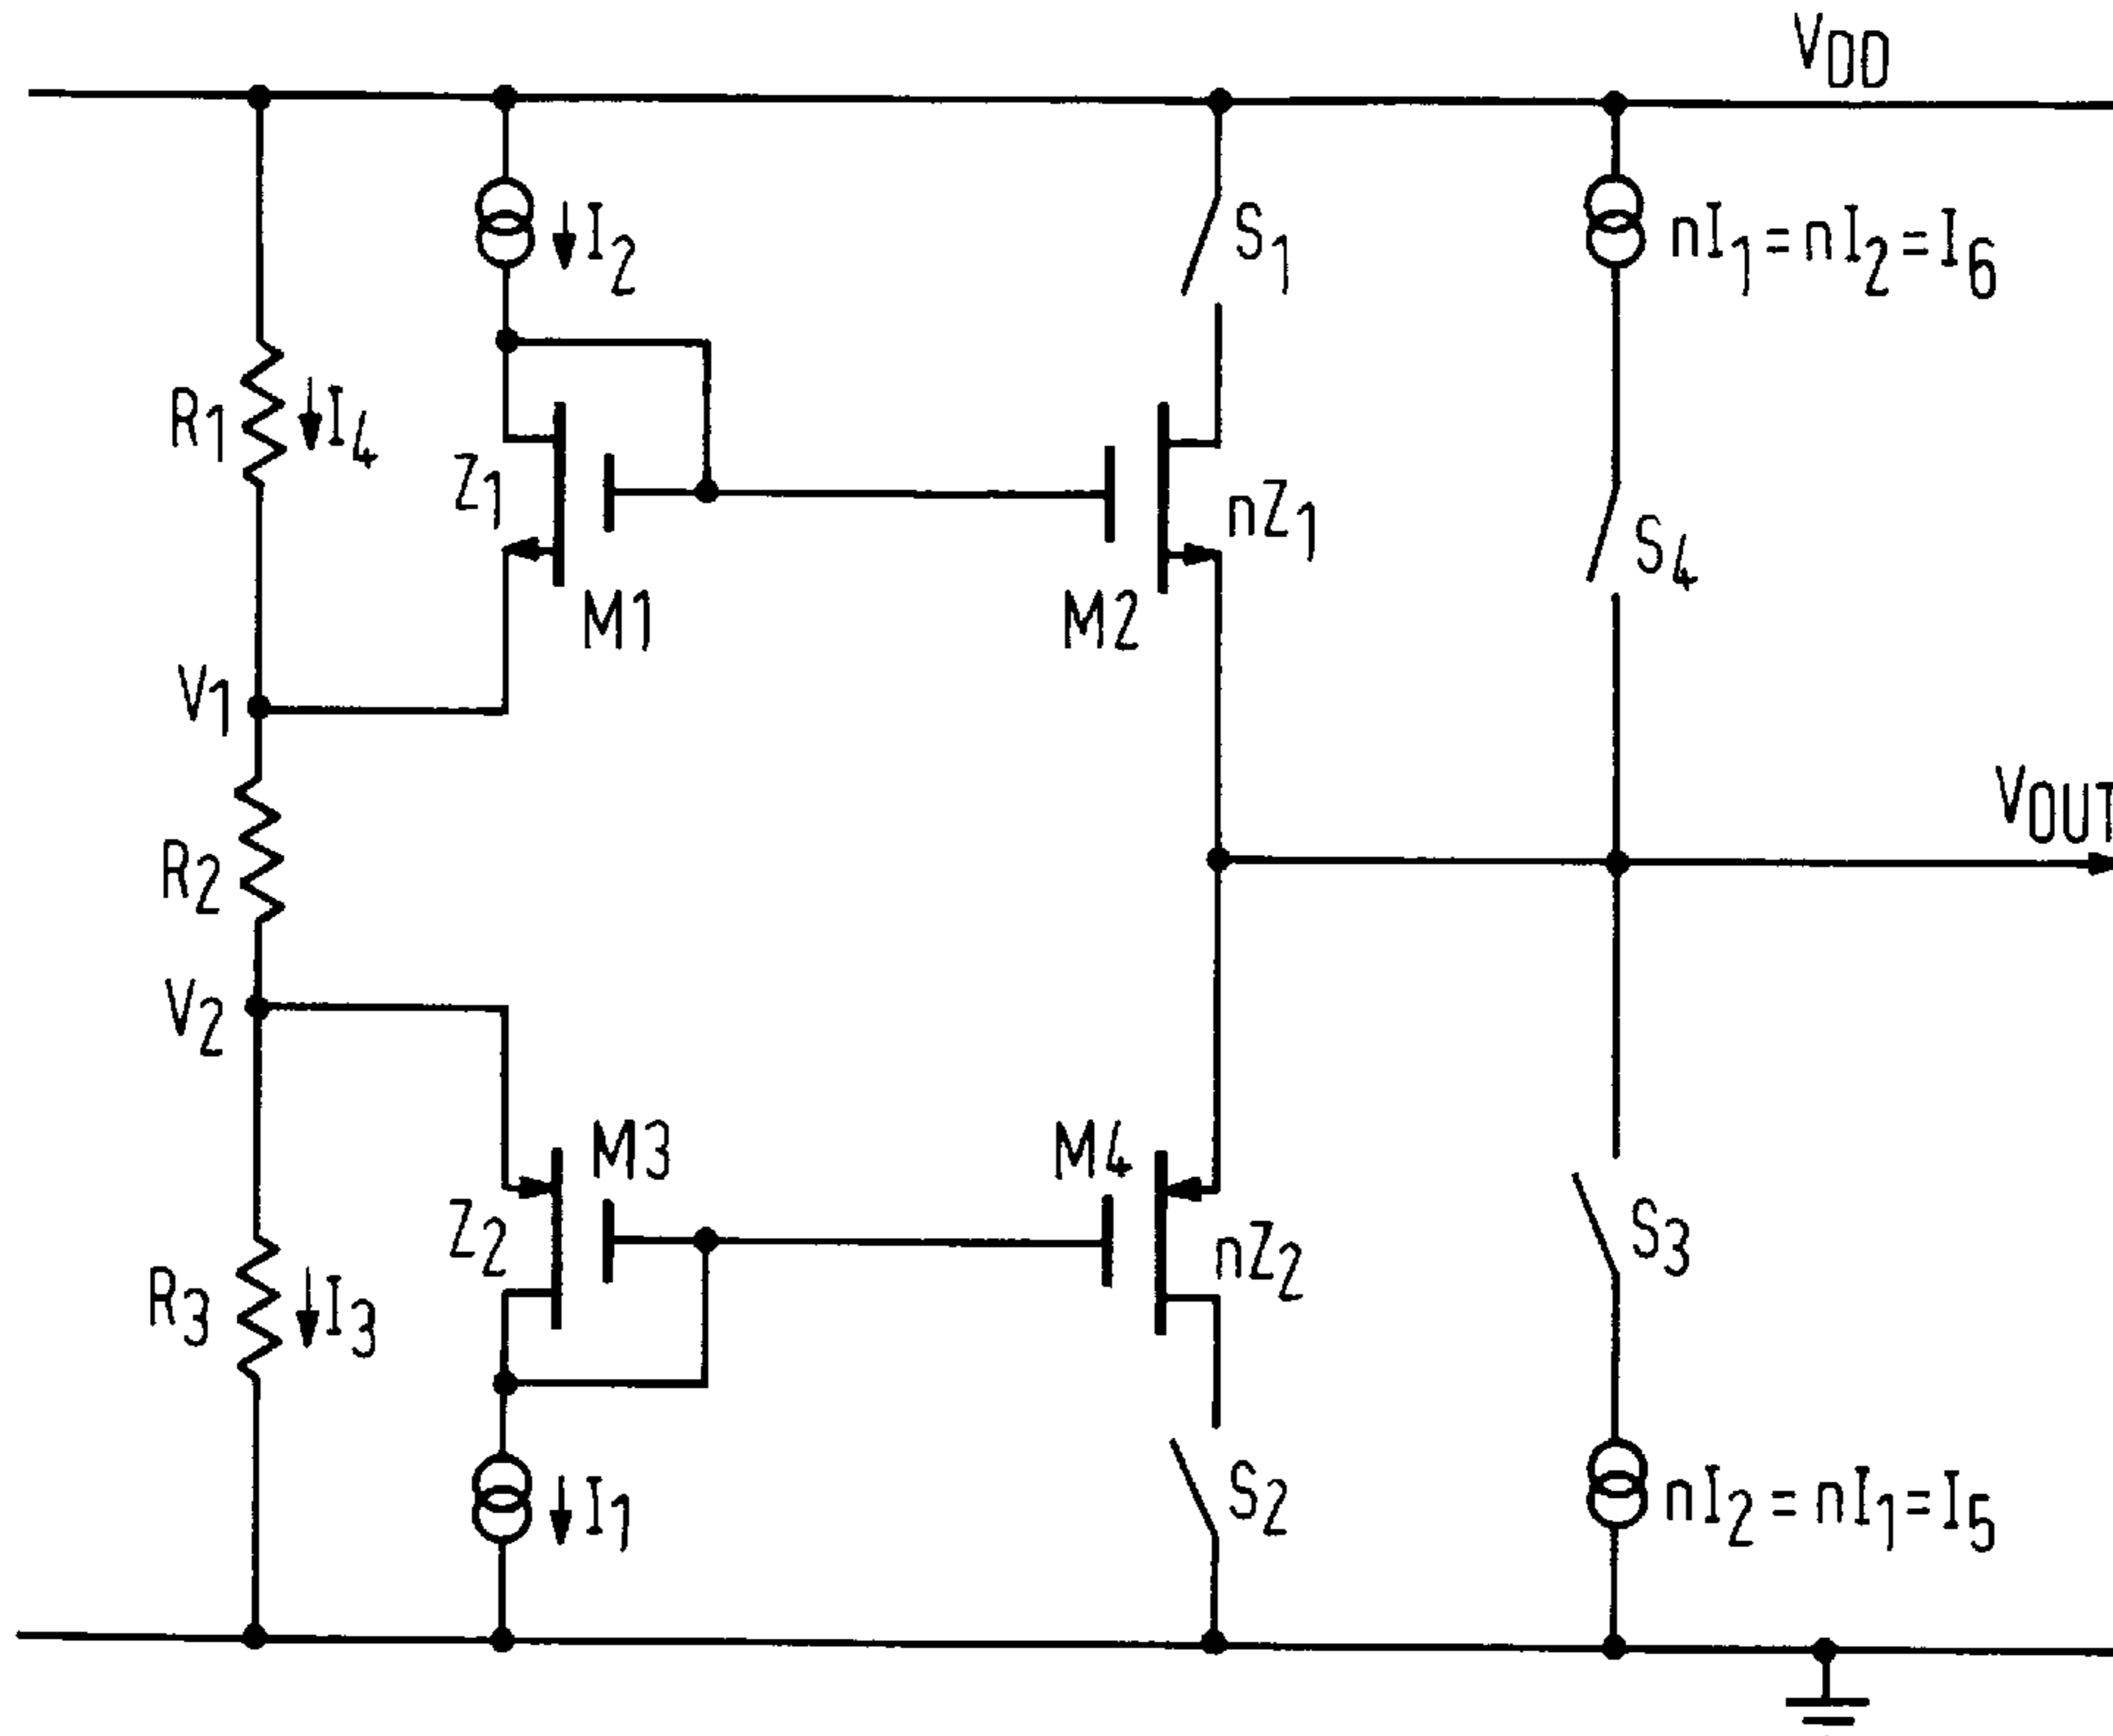 VDD
I2
S1
nI1=nI2=I6
R1
I4
Z1
nZ1
S4
M1
M2
V1
VOUT
R2
V2
M3
M4
Z2
nZ2
S3
R3
I3
I1
S2
nI2=nI1=I5